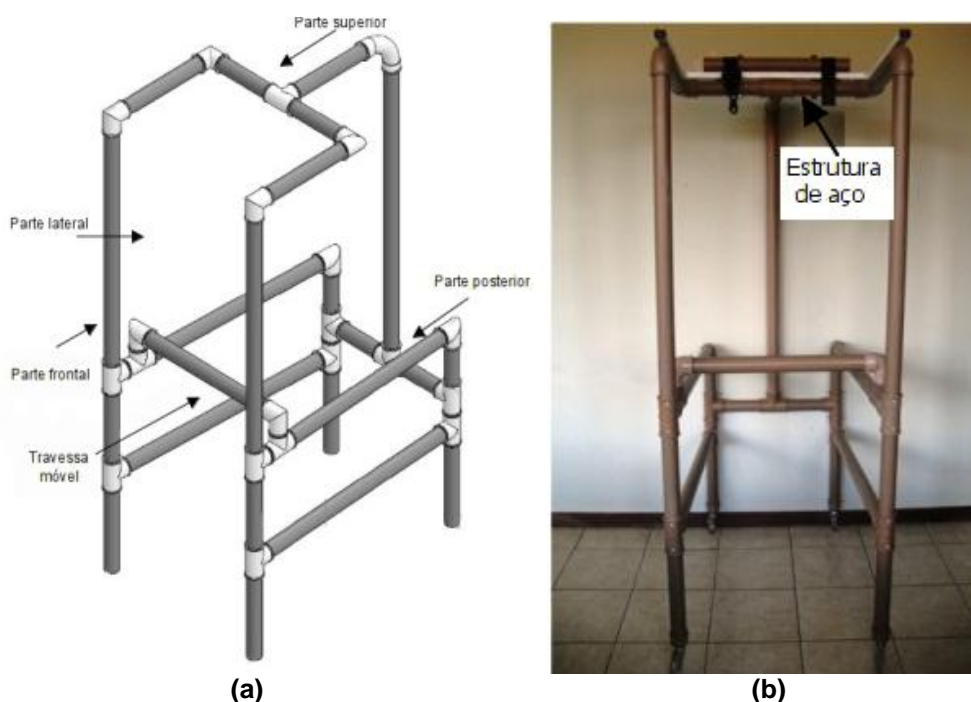 Parte superior
Parte lateral
Parte posterior
Parte frontal
Travessa
móvel
Estrutura
de aço
(a)
(b)